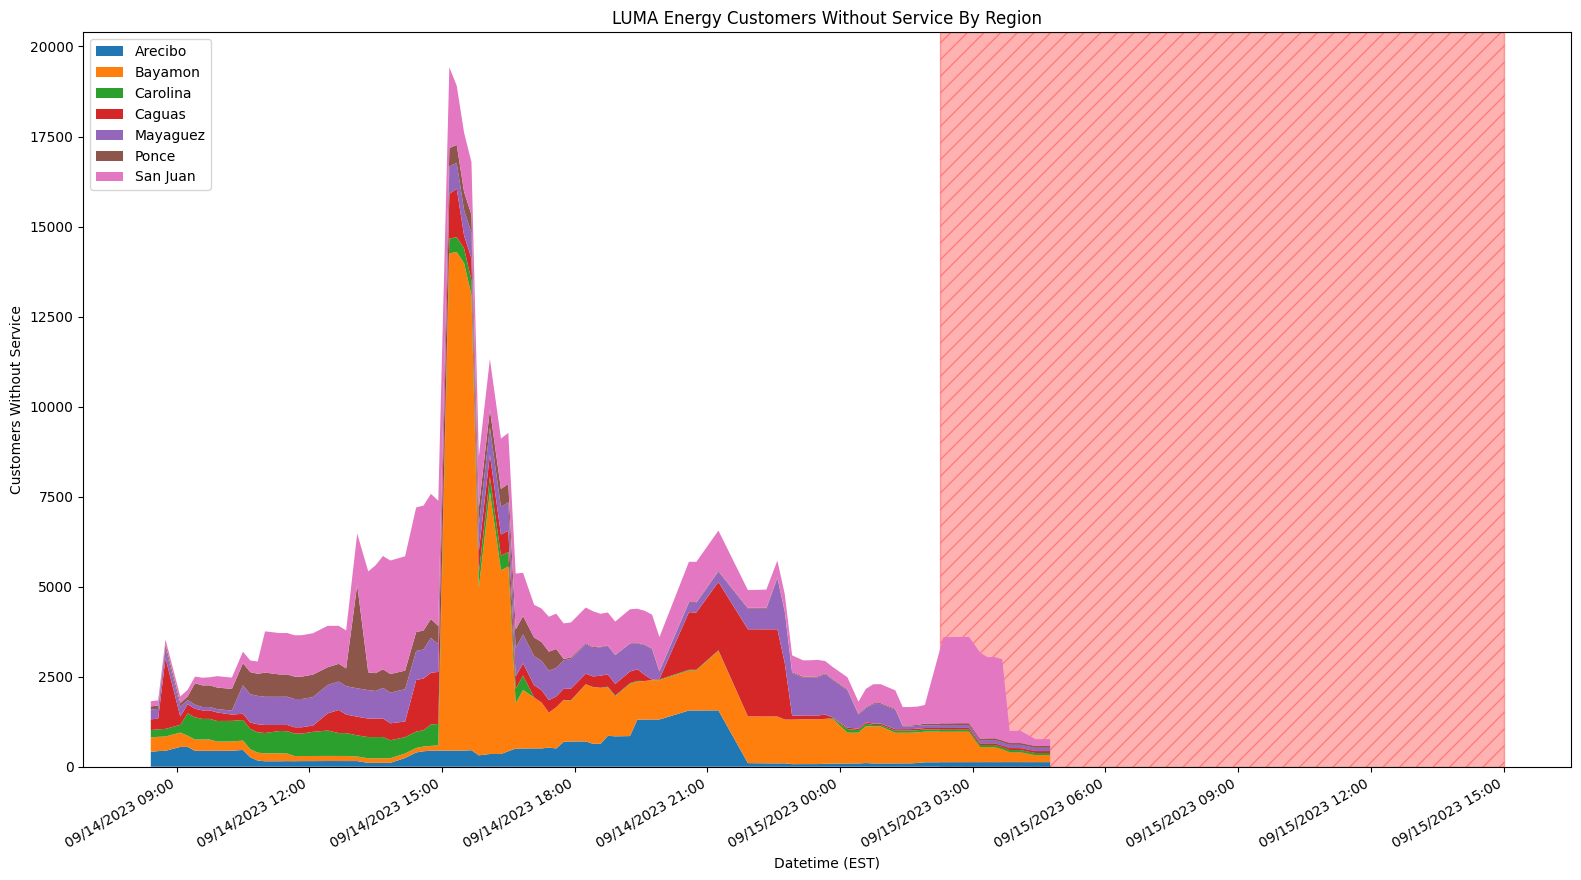 LUMA Energy Customers Without Service By Region
Arecibo
Bayamon
Carolina
Caguas
Mayaguez
Ponce
San Juan
20000
17500
15000
12500
10000
7500
5000
2500
0
Customers Without Service
09/14/2023 09:00
09/14/2023 12:00
09/14/2023 15:00
09/14/2023 18:00
09/14/2023 21:00
09/15/2023 00:00
09/15/2023 03:00
09/15/2023 06:00
09/15/2023 09:00
09/15/2023 12:00
09/15/2023 15:00
Datetime (EST)